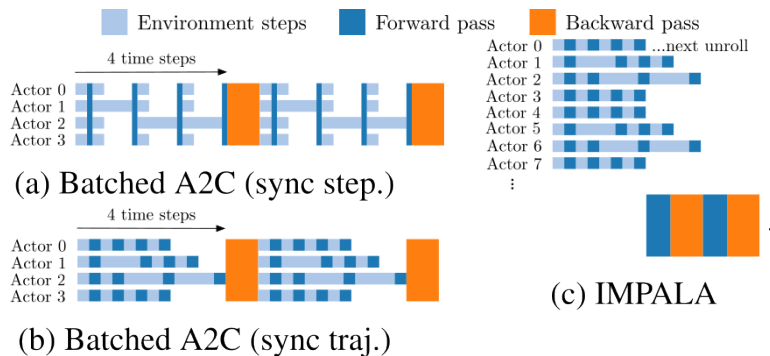 Environment steps Forward pass Backward pass
4 time steps
Actor 0
Actor 1
Actor 2
Actor 3
(a) Batched A2C (sync step.)
4 time steps
Actor 0
Actor 1
Actor 2
Actor 3
(b) Batched A2C (sync traj.)
Actor 0 ...next unroll
Actor 1
Actor 2
Actor 3
Actor 4
Actor 5
Actor 6
Actor 7
...
(c) IMPALA